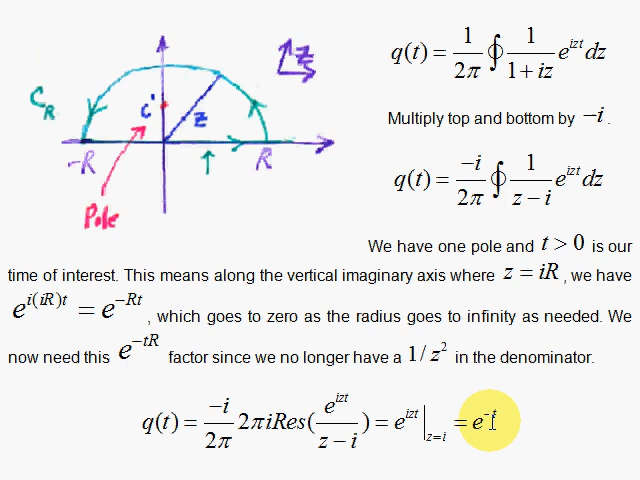 q(t) = 1/2π ∮ 1/(1+iz) e^{izt} dz
Multiply top and bottom by −i .
q(t) = −i/2π ∮ 1/(z−i) e^{izt} dz
z
C_R
i
z
-R
R
Pole
We have one pole and t > 0 is our
time of interest. This means along the vertical imaginary axis where z = iR , we have
e^{i(iR)t} = e^{−Rt} , which goes to zero as the radius goes to infinity as needed. We
now need this e^{−tR} factor since we no longer have a 1/z² in the denominator.
q(t) = −i/2π 2πiRes(e^{izt}/(z−i)) = e^{izt}|_{z=i} = e^{−t}